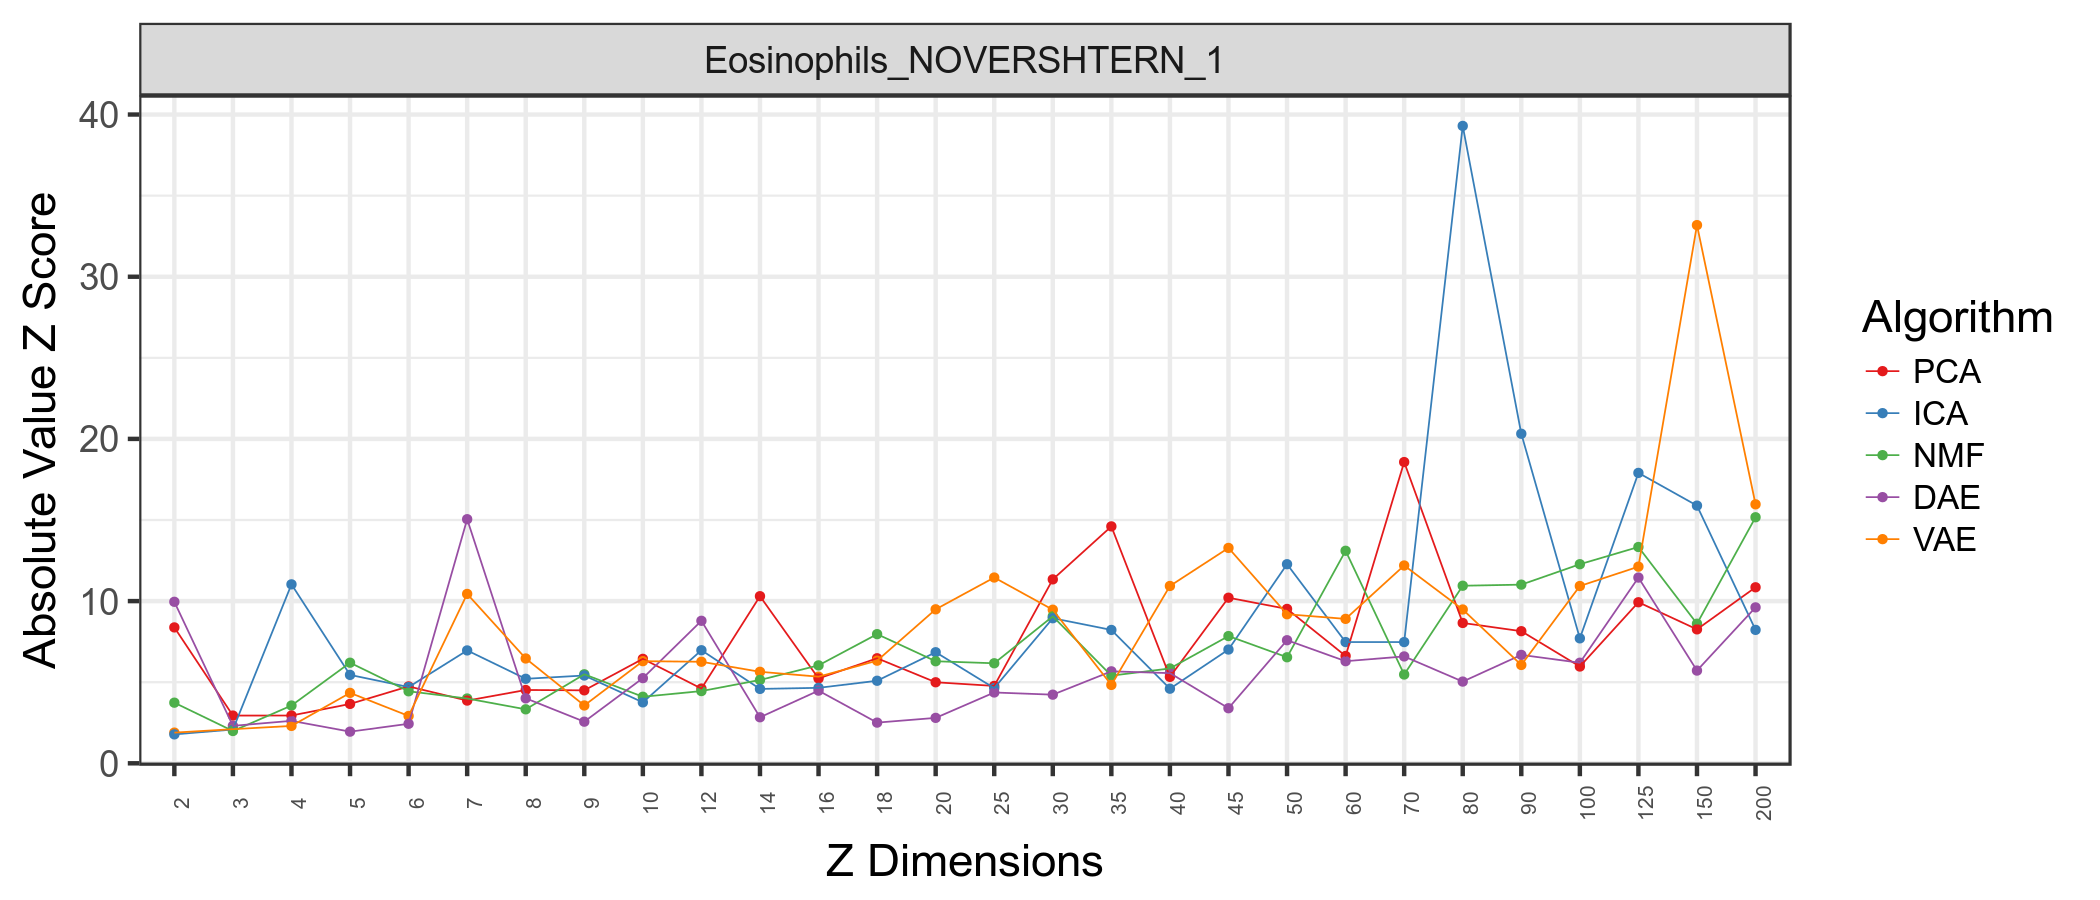 Eosinophils_NOVERSHTERN_1
Absolute Value Z Score
40
30
20
10
0
2 3 4 5 6 7 8 9 10 12 14 16 18 20 25 30 35 40 45 50 60 70 80 90 100 125 150 200
Z Dimensions
Algorithm
PCA
ICA
NMF
DAE
VAE